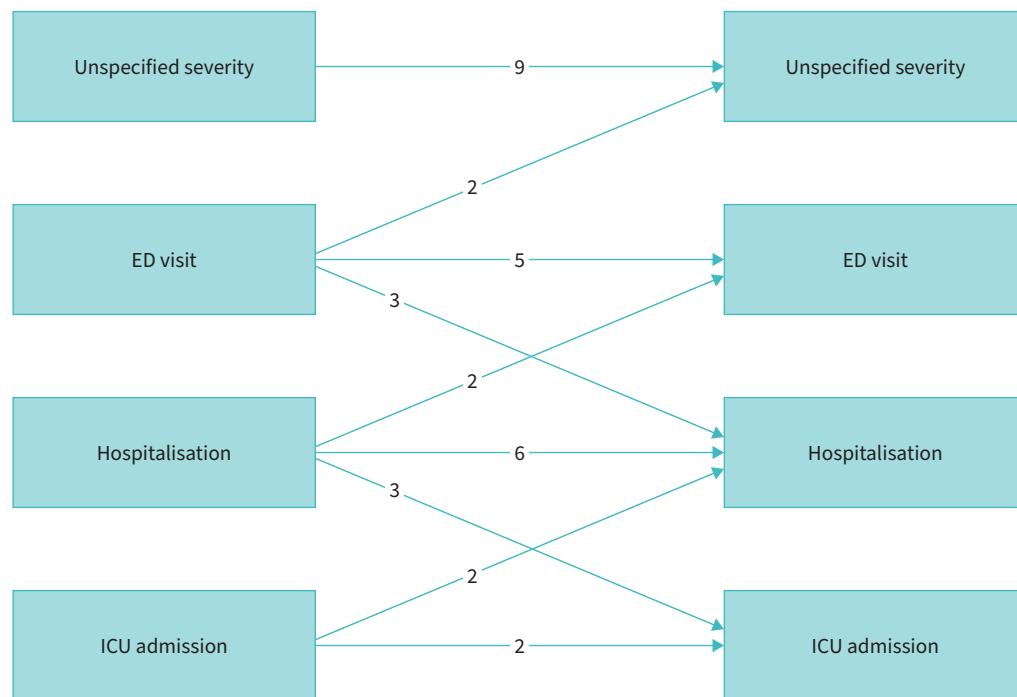 Unspecified severity
9
Unspecified severity
2
ED visit
5
ED visit
3
2
Hospitalisation
6
Hospitalisation
3
2
ICU admission
2
ICU admission